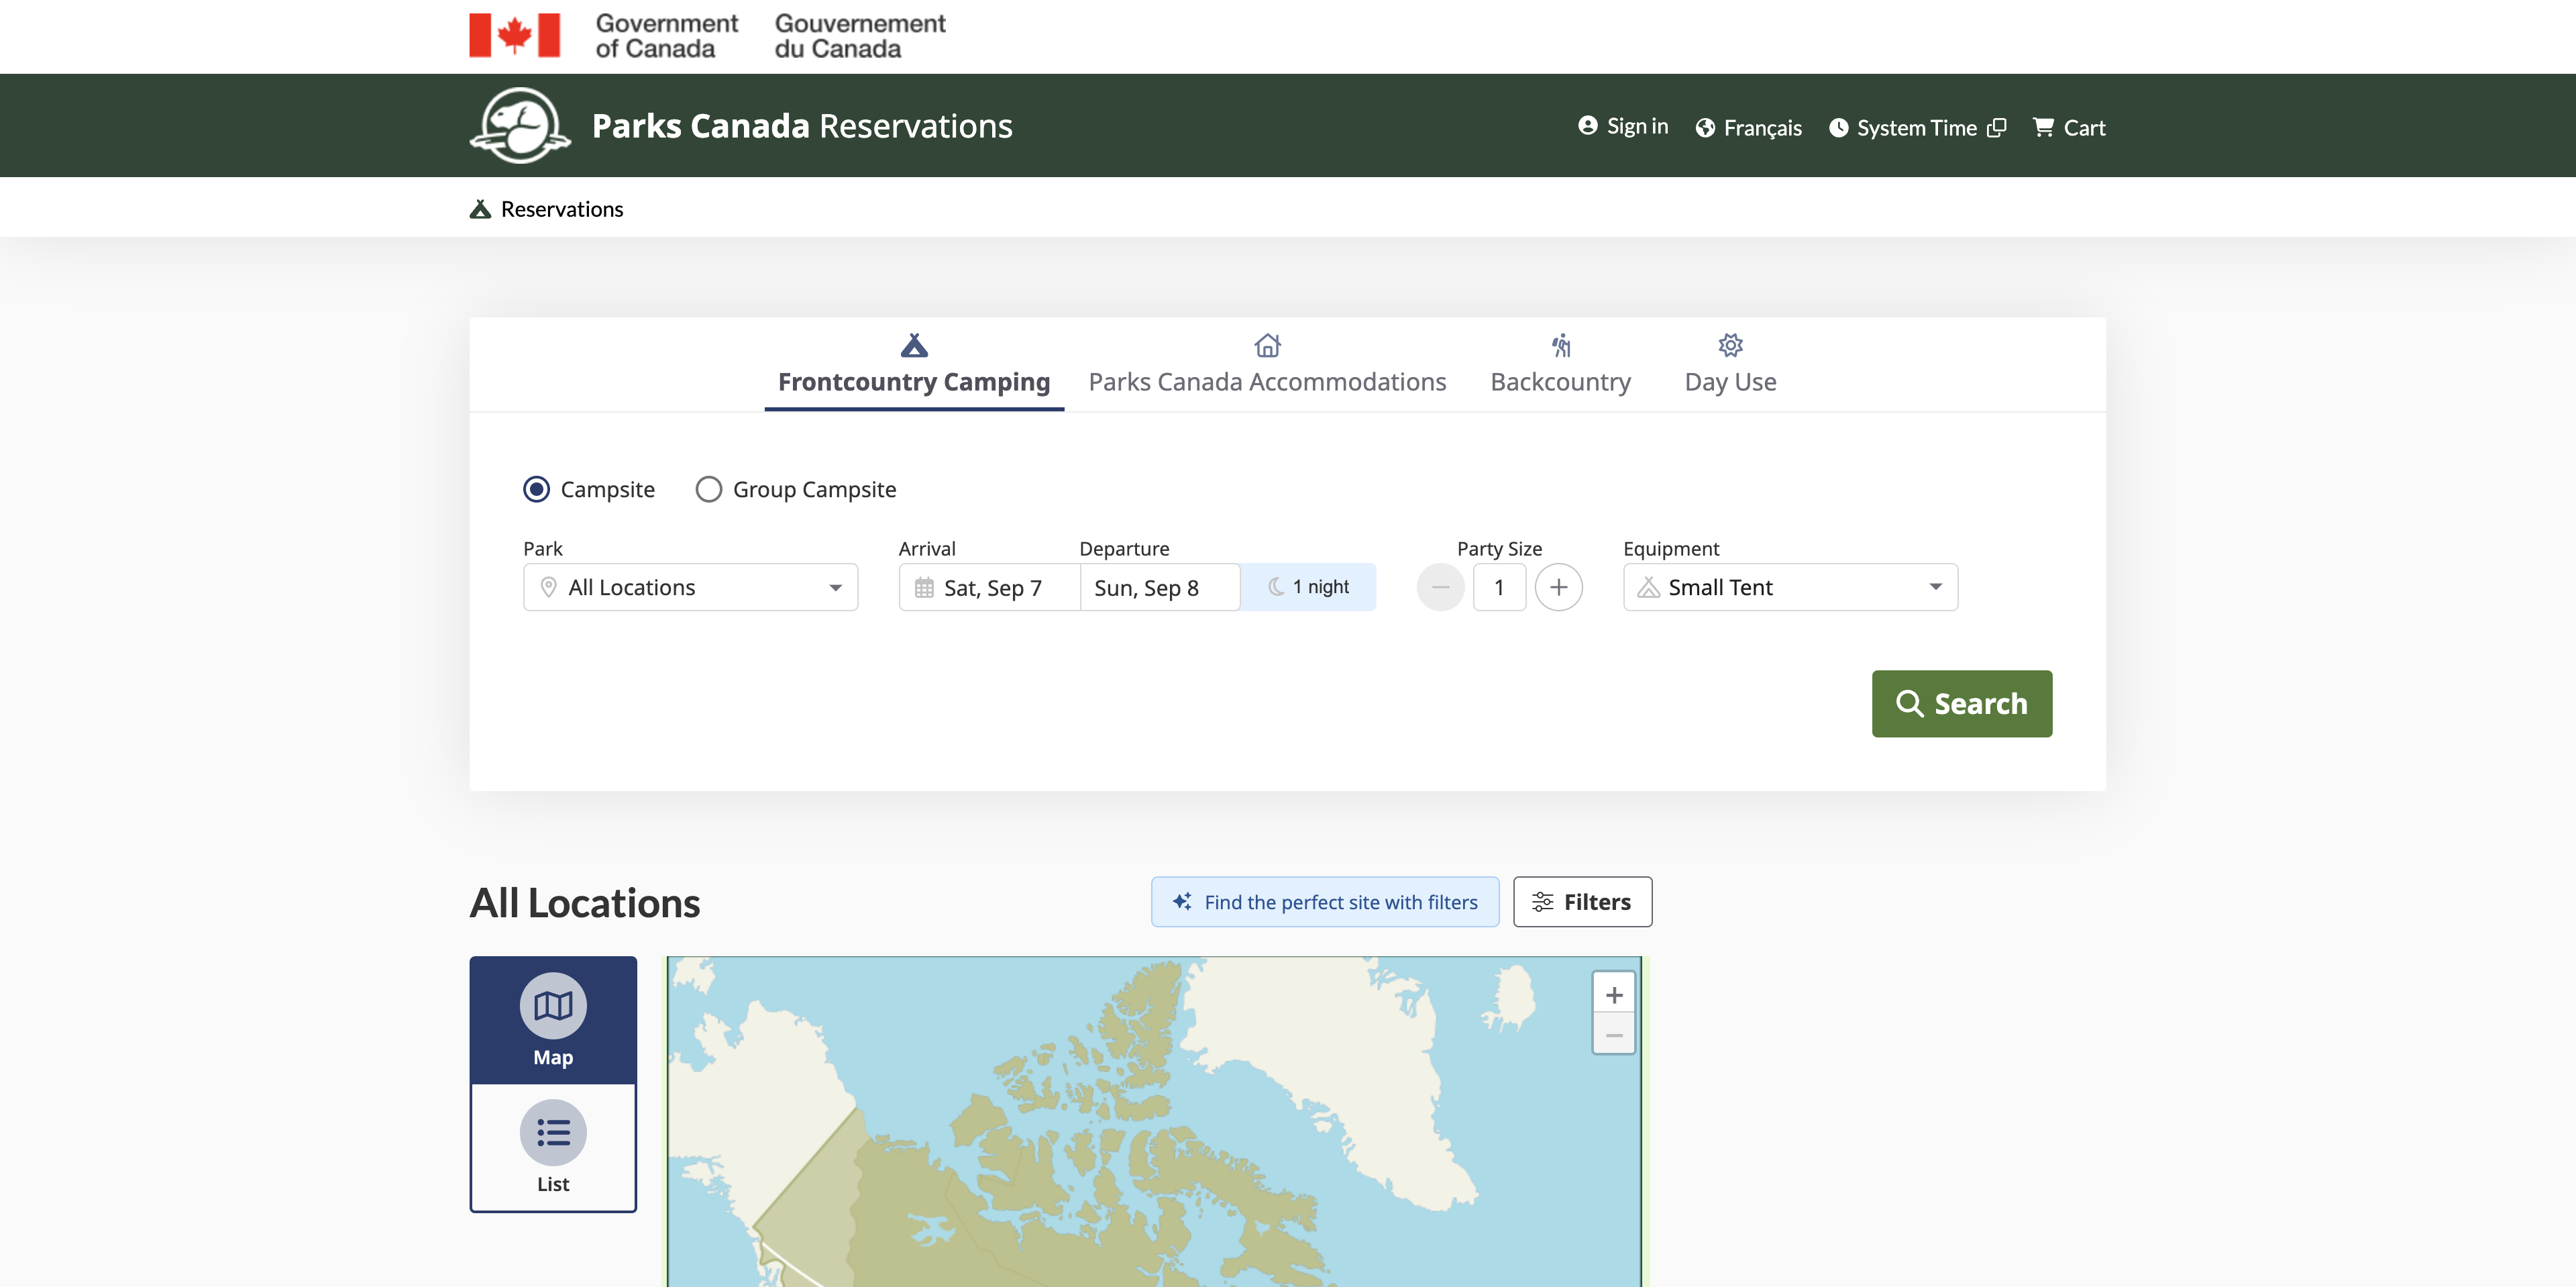 Government of Canada
Gouvernement du Canada
Parks Canada Reservations
Sign in
Français
System Time
Cart
Reservations
Frontcountry Camping
Parks Canada Accommodations
Backcountry
Day Use
Campsite
Group Campsite
Park
Arrival
Departure
Party Size
Equipment
All Locations
Sat, Sep 7
Sun, Sep 8
1 night
1
Small Tent
Search
All Locations
Find the perfect site with filters
Filters
Map
List